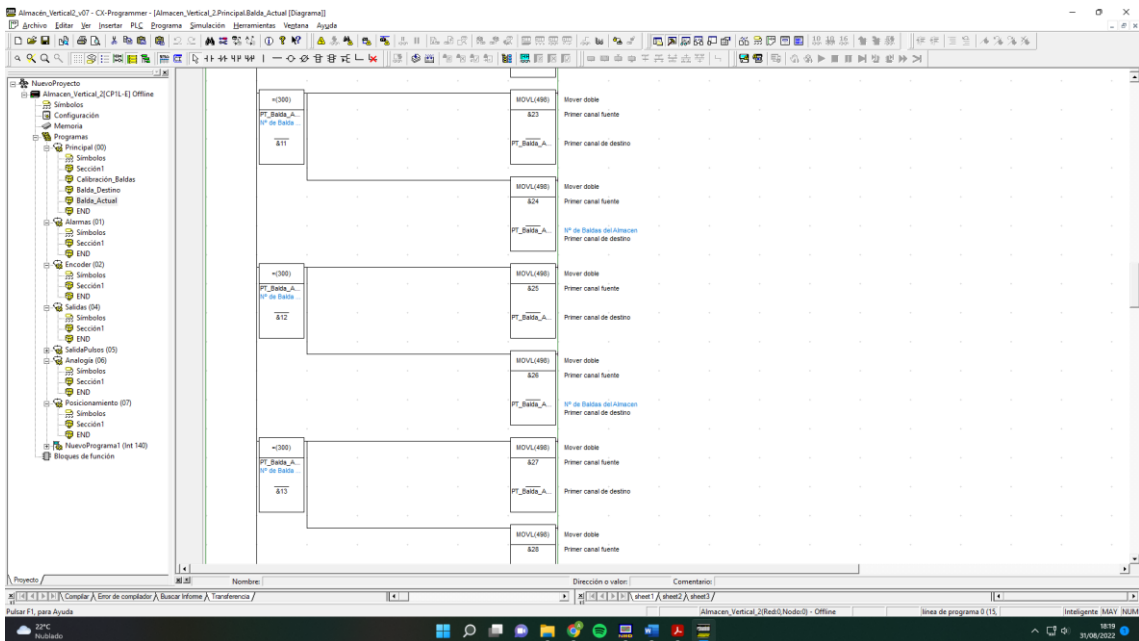 Almacén_Vertical2_v07 - CX-Programmer - [Almacen_Vertical_2.Principal.Balda_Actual [Diagrama]]
Archivo Editar Ver Insertar PLC Programa Simulación Herramientas Ventana Ayuda
NuevoProyecto
Almacen_Vertical_2[CP1L-E] Offline
Símbolos
Configuración
Memoria
Programas
Principal (00)
Símbolos
Sección1
Calibración_Baldas
Balda_Destino
Balda_Actual
END
Alarmas (01)
Símbolos
Sección1
END
Encoder (02)
Símbolos
Sección1
END
Salidas (04)
Símbolos
Sección1
END
SalidaPulsos (05)
Analogía (06)
Símbolos
Sección1
END
Posicionamiento (07)
Símbolos
Sección1
END
NuevoPrograma1 (Int 140)
Bloques de función
Proyecto
=(300)
PT_Balda_A...
Nº de Balda ...
&11
MOVL(498) Mover doble
&23 Primer canal fuente
PT_Balda_A... Primer canal de destino
MOVL(498) Mover doble
&24 Primer canal fuente
PT_Balda_A... Nº de Baldas del Almacen
Primer canal de destino
=(300)
PT_Balda_A...
Nº de Balda ...
&12
MOVL(498) Mover doble
&25 Primer canal fuente
PT_Balda_A... Primer canal de destino
MOVL(498) Mover doble
&26 Primer canal fuente
PT_Balda_A... Nº de Baldas del Almacen
Primer canal de destino
=(300)
PT_Balda_A...
Nº de Balda ...
&13
MOVL(498) Mover doble
&27 Primer canal fuente
PT_Balda_A... Primer canal de destino
MOVL(498) Mover doble
&28 Primer canal fuente
Nombre: Dirección o valor: Comentario:
Compilar Error de compilador Buscar Informe Transferencia sheet1 sheet2 sheet3
Pulsar F1, para Ayuda Almacen_Vertical_2(Red:0,Nodo:0) - Offline línea de programa 0 (15, Inteligente MAY NUM
22°C
Nublado
18:19
31/08/2022